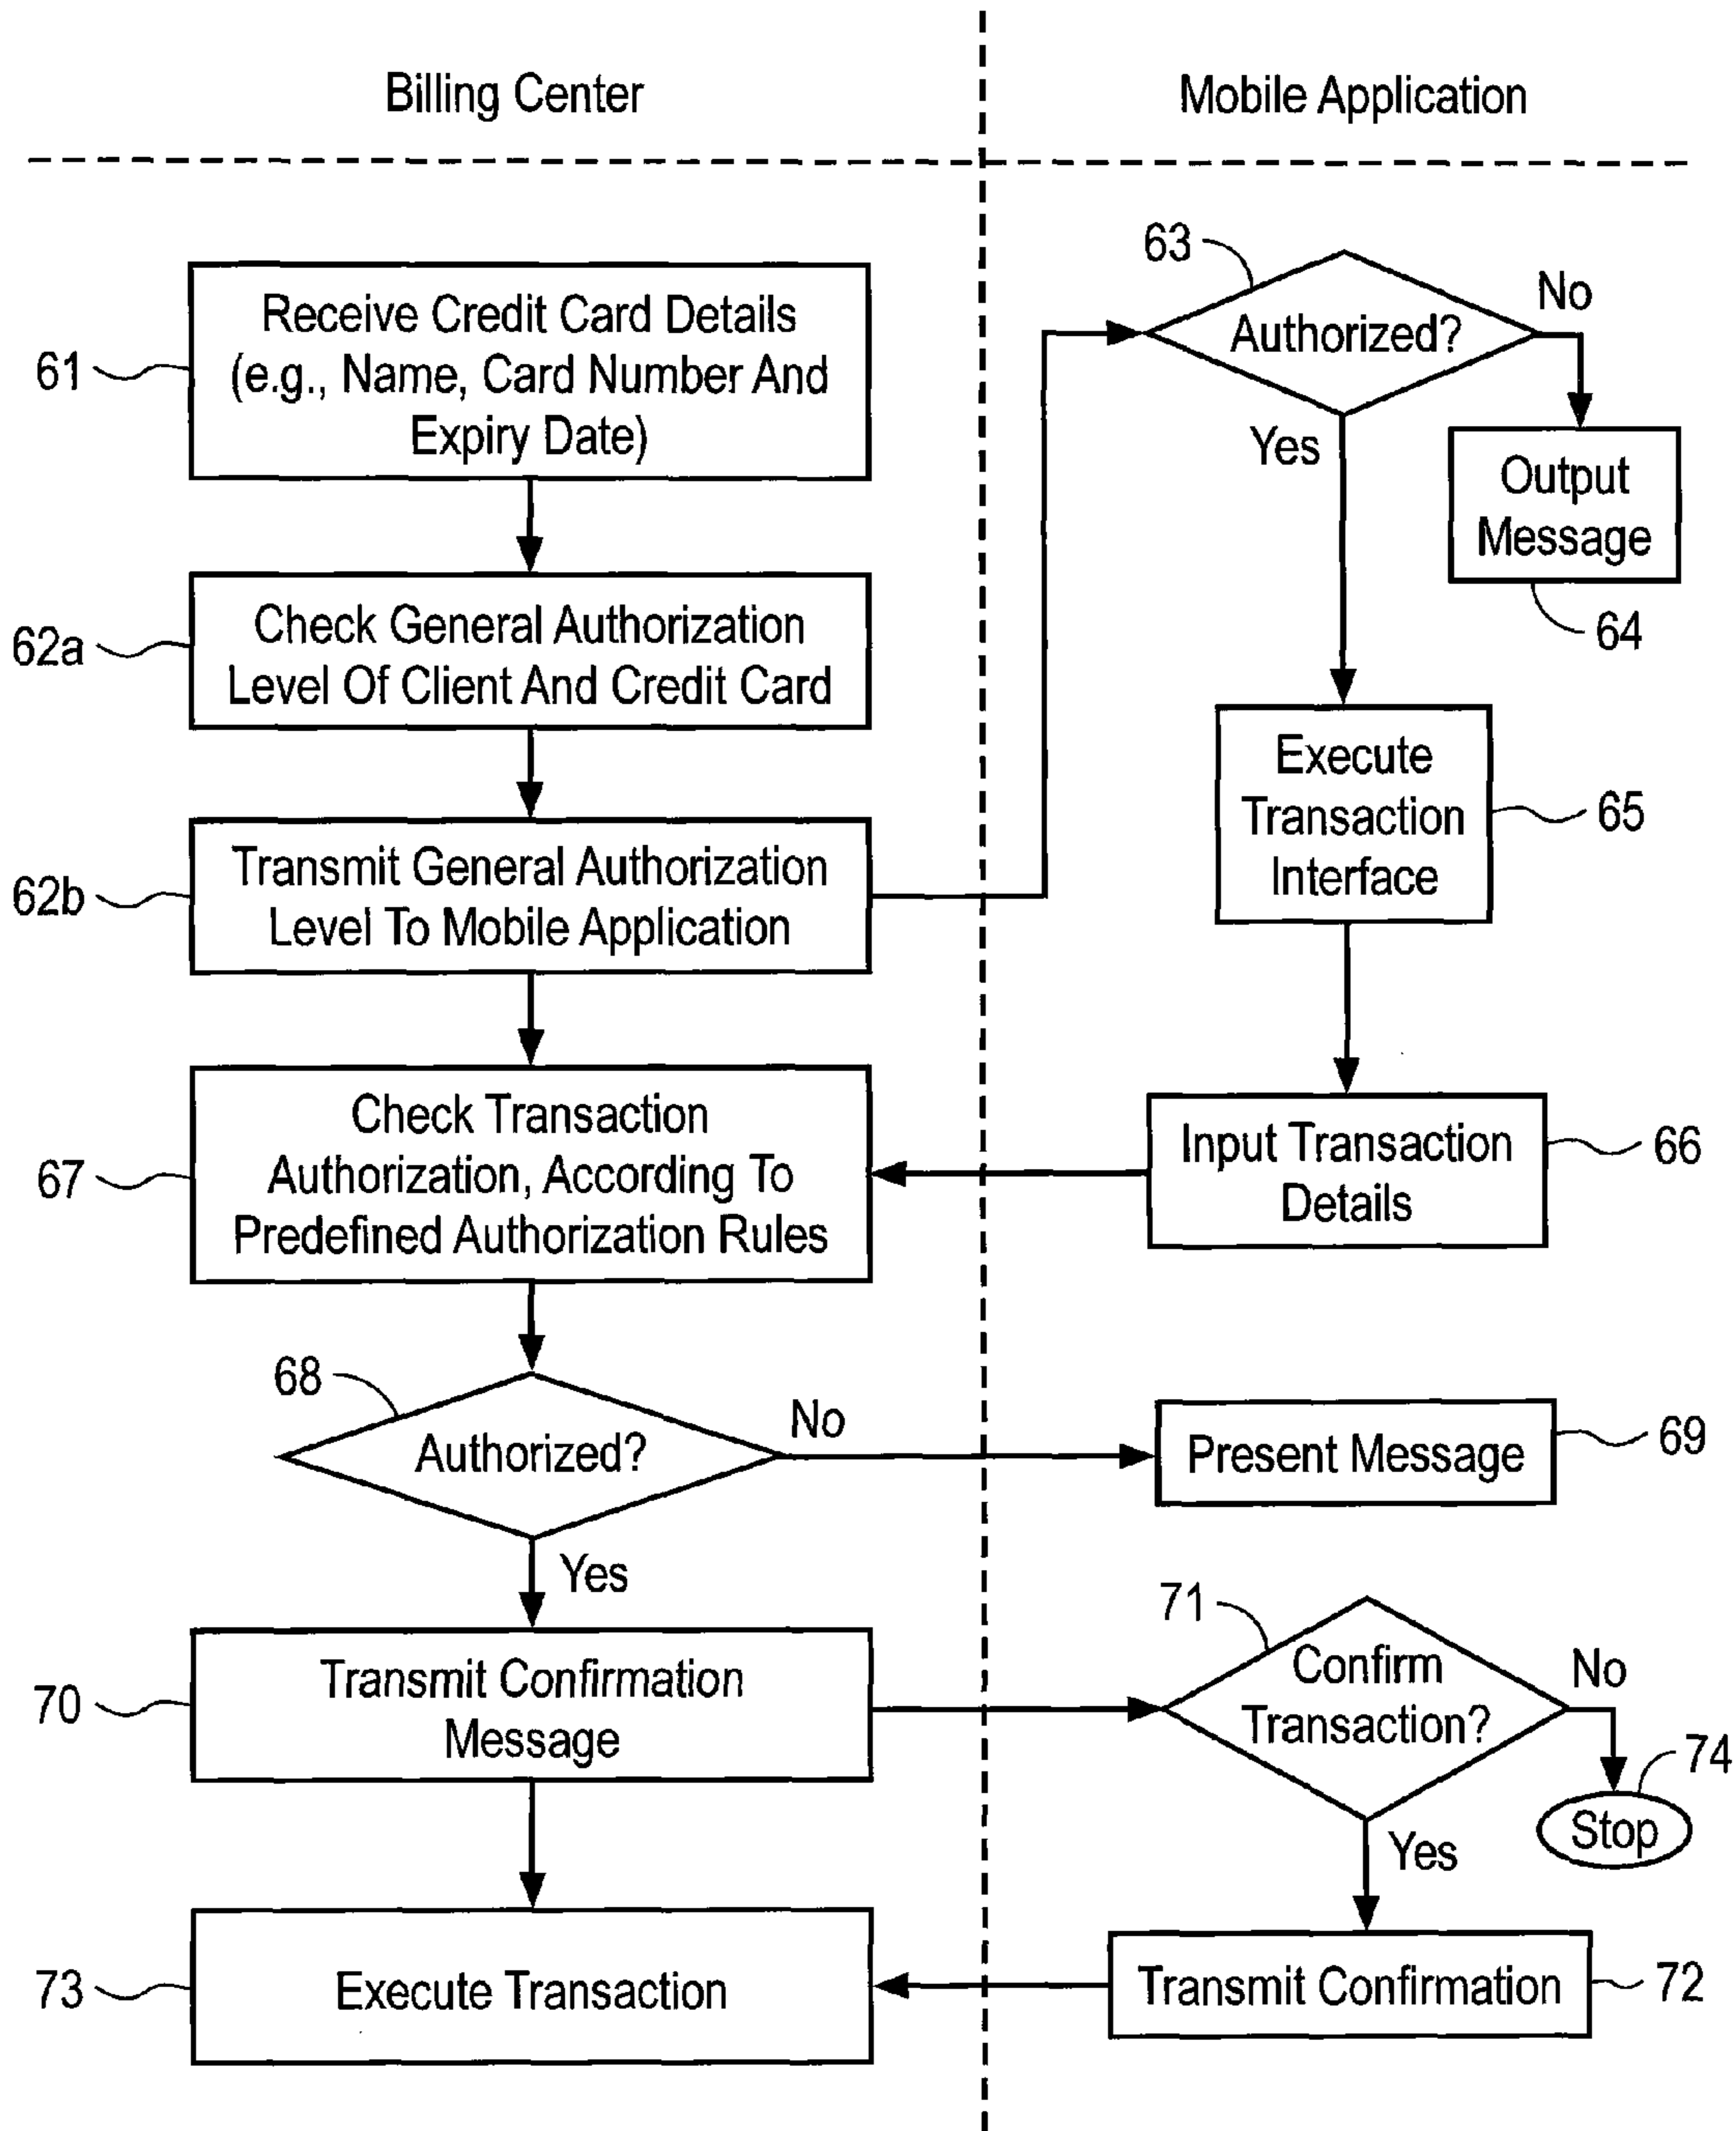 Billing Center
Mobile Application
61
Receive Credit Card Details
(e.g., Name, Card Number And
Expiry Date)
62a
Check General Authorization
Level Of Client And Credit Card
62b
Transmit General Authorization
Level To Mobile Application
63
Authorized?
No
Yes
Output
Message
64
Execute
Transaction
Interface
65
Input Transaction
Details
66
67
Check Transaction
Authorization, According To
Predefined Authorization Rules
68
Authorized?
No
Yes
Present Message
69
70
Transmit Confirmation
Message
71
Confirm
Transaction?
No
Yes
74
Stop
Transmit Confirmation
72
73
Execute Transaction